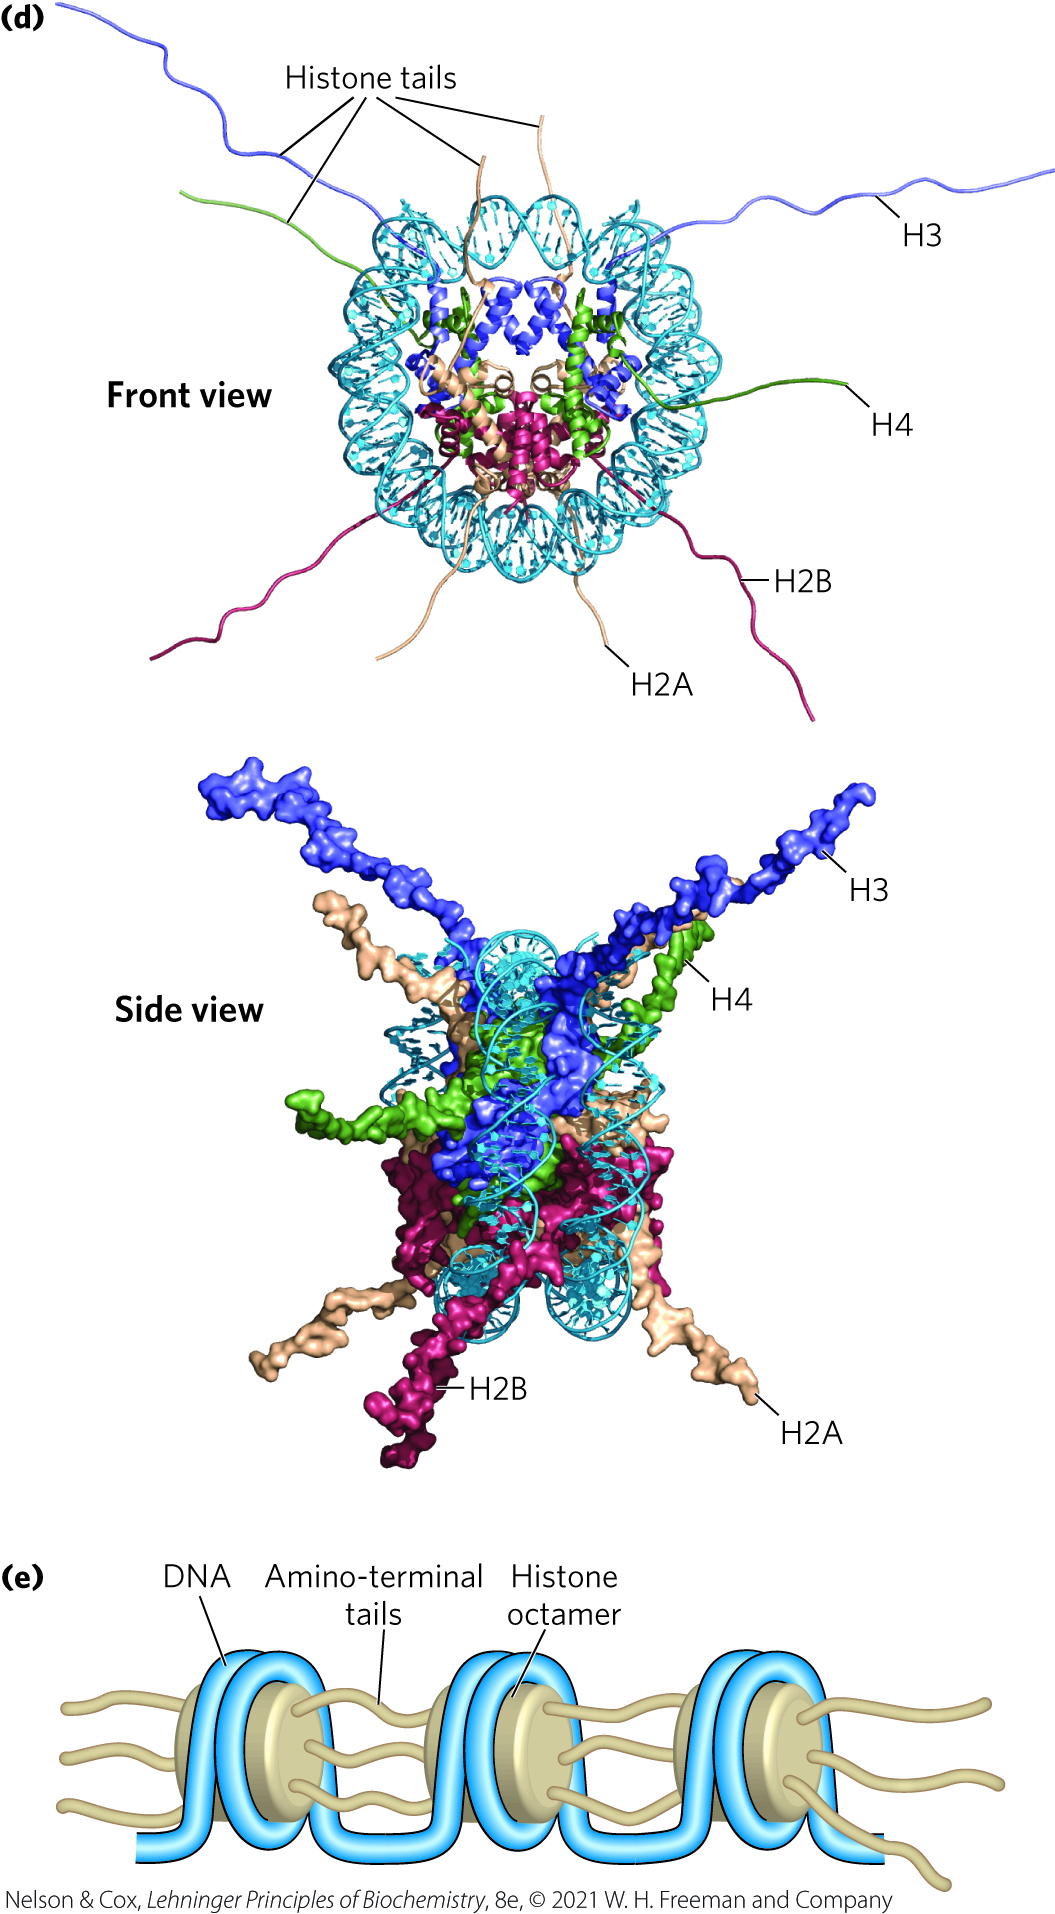 (d)
Histone tails
H3
Front view
H4
H2B
H2A
H3
Side view
H4
H2B
H2A
(e)
DNA
Amino-terminal
tails
Histone
octamer
Nelson & Cox, Lehninger Principles of Biochemistry, 8e, © 2021 W. H. Freeman and Company